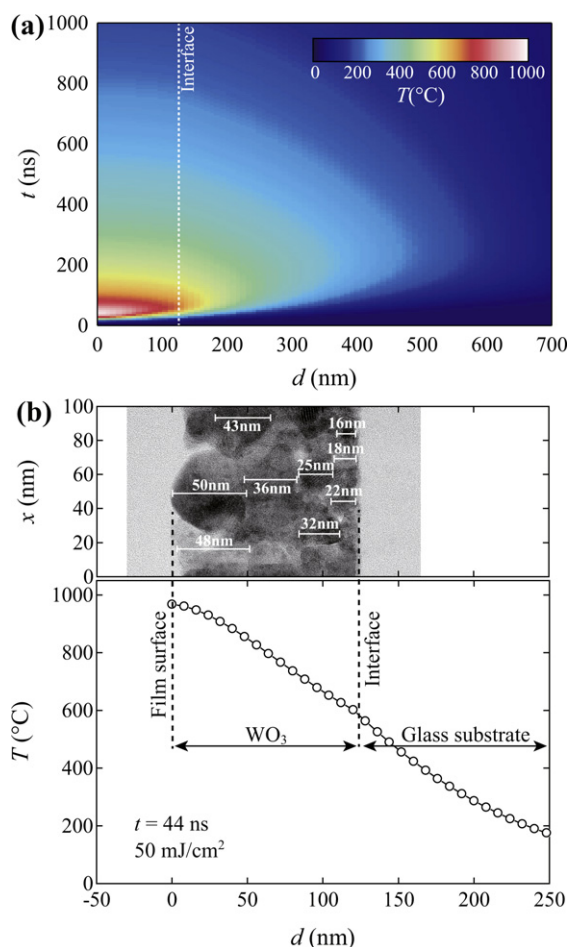 (a)
1000
800
600
400
200
0
t (ns)
Interface
0 200 400 600 800 1000
T(°C)
0 100 200 300 400 500 600 700
d (nm)
(b)
100
80
60
40
20
0
x (nm)
43nm
16nm
18nm
25nm
50nm
36nm
22nm
32nm
48nm
1000
800
600
400
200
0
T (°C)
Film surface
Interface
WO₃
Glass substrate
t = 44 ns
50 mJ/cm²
-50 0 50 100 150 200 250
d (nm)